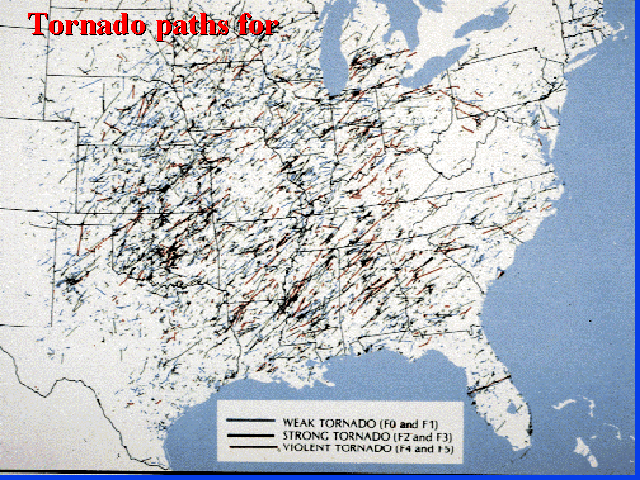 Tornado paths for
WEAK TORNADO (F0 and F1)
STRONG TORNADO (F2 and F3)
VIOLENT TORNADO (F4 and F5)